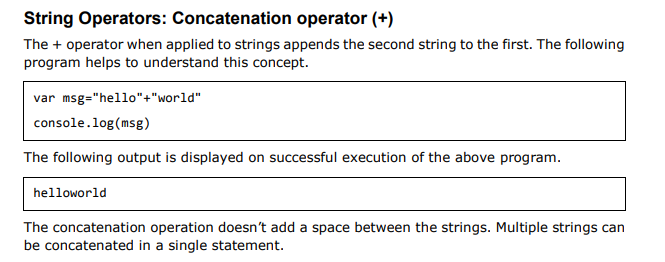 String Operators: Concatenation operator (+)
The + operator when applied to strings appends the second string to the first. The following
program helps to understand this concept.
var msg="hello"+"world"
console.log(msg)
The following output is displayed on successful execution of the above program.
helloworld
The concatenation operation doesn't add a space between the strings. Multiple strings can
be concatenated in a single statement.